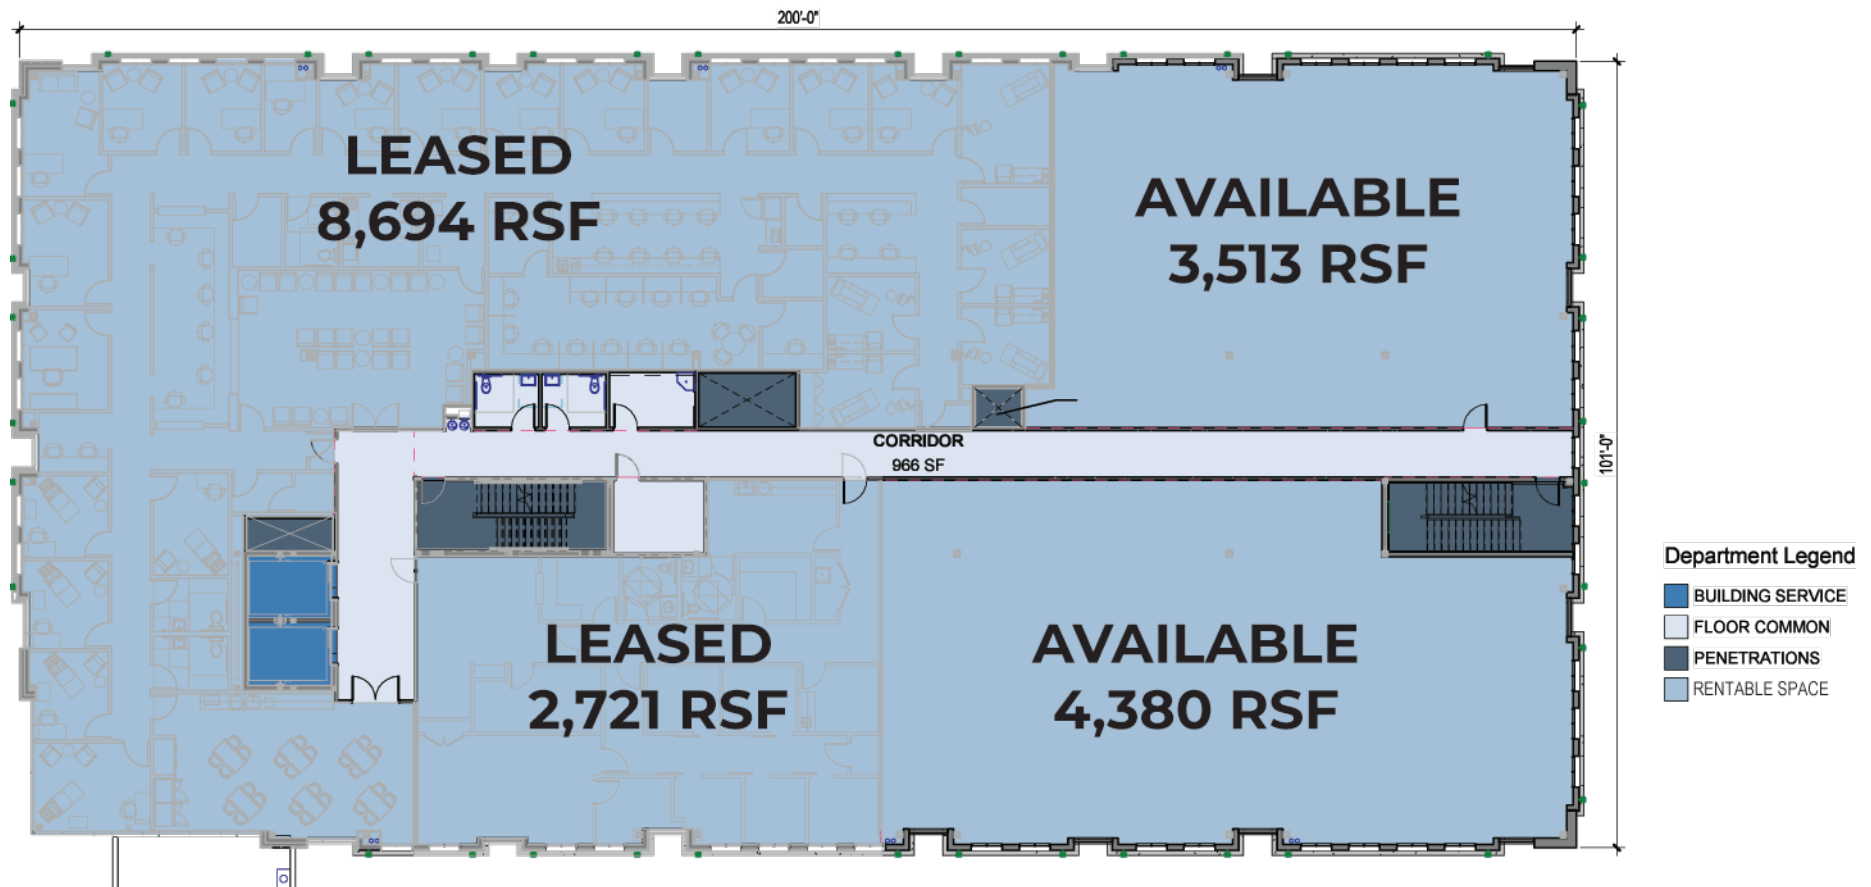 200'-0"
LEASED
8,694 RSF
AVAILABLE
3,513 RSF
CORRIDOR
966 SF
101'-0"
LEASED
2,721 RSF
AVAILABLE
4,380 RSF
Department Legend
BUILDING SERVICE
FLOOR COMMON
PENETRATIONS
RENTABLE SPACE